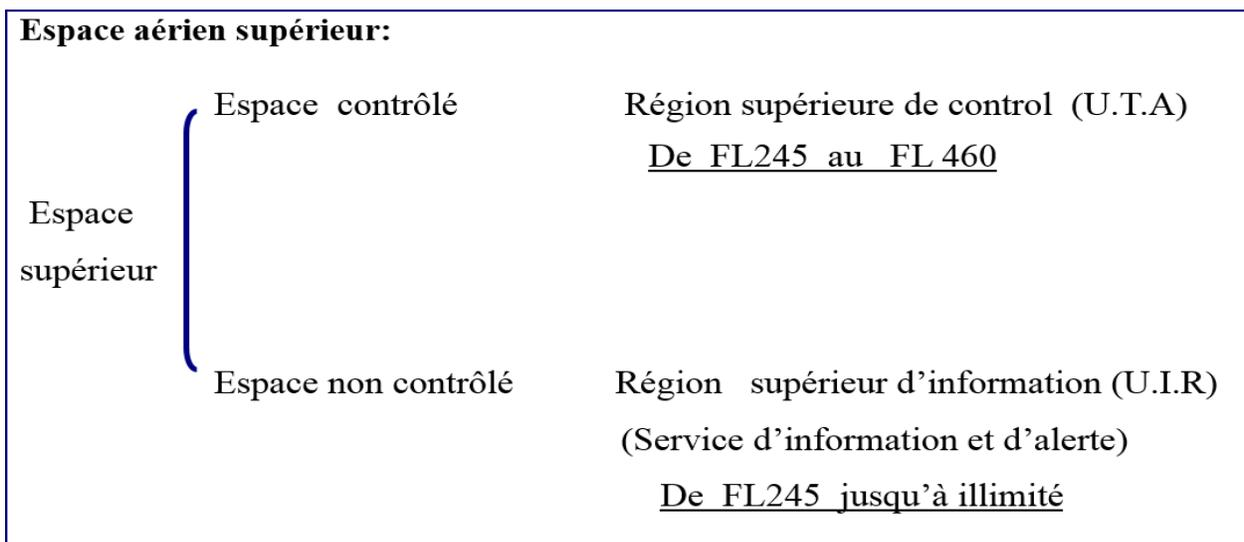 Espace aérien supérieur:
Espace contrôlé Région supérieure de control (U.T.A)
De FL245 au FL 460
Espace
supérieur
Espace non contrôlé Région supérieur d’information (U.I.R)
(Service d’information et d’alerte)
De FL245 jusqu’à illimité